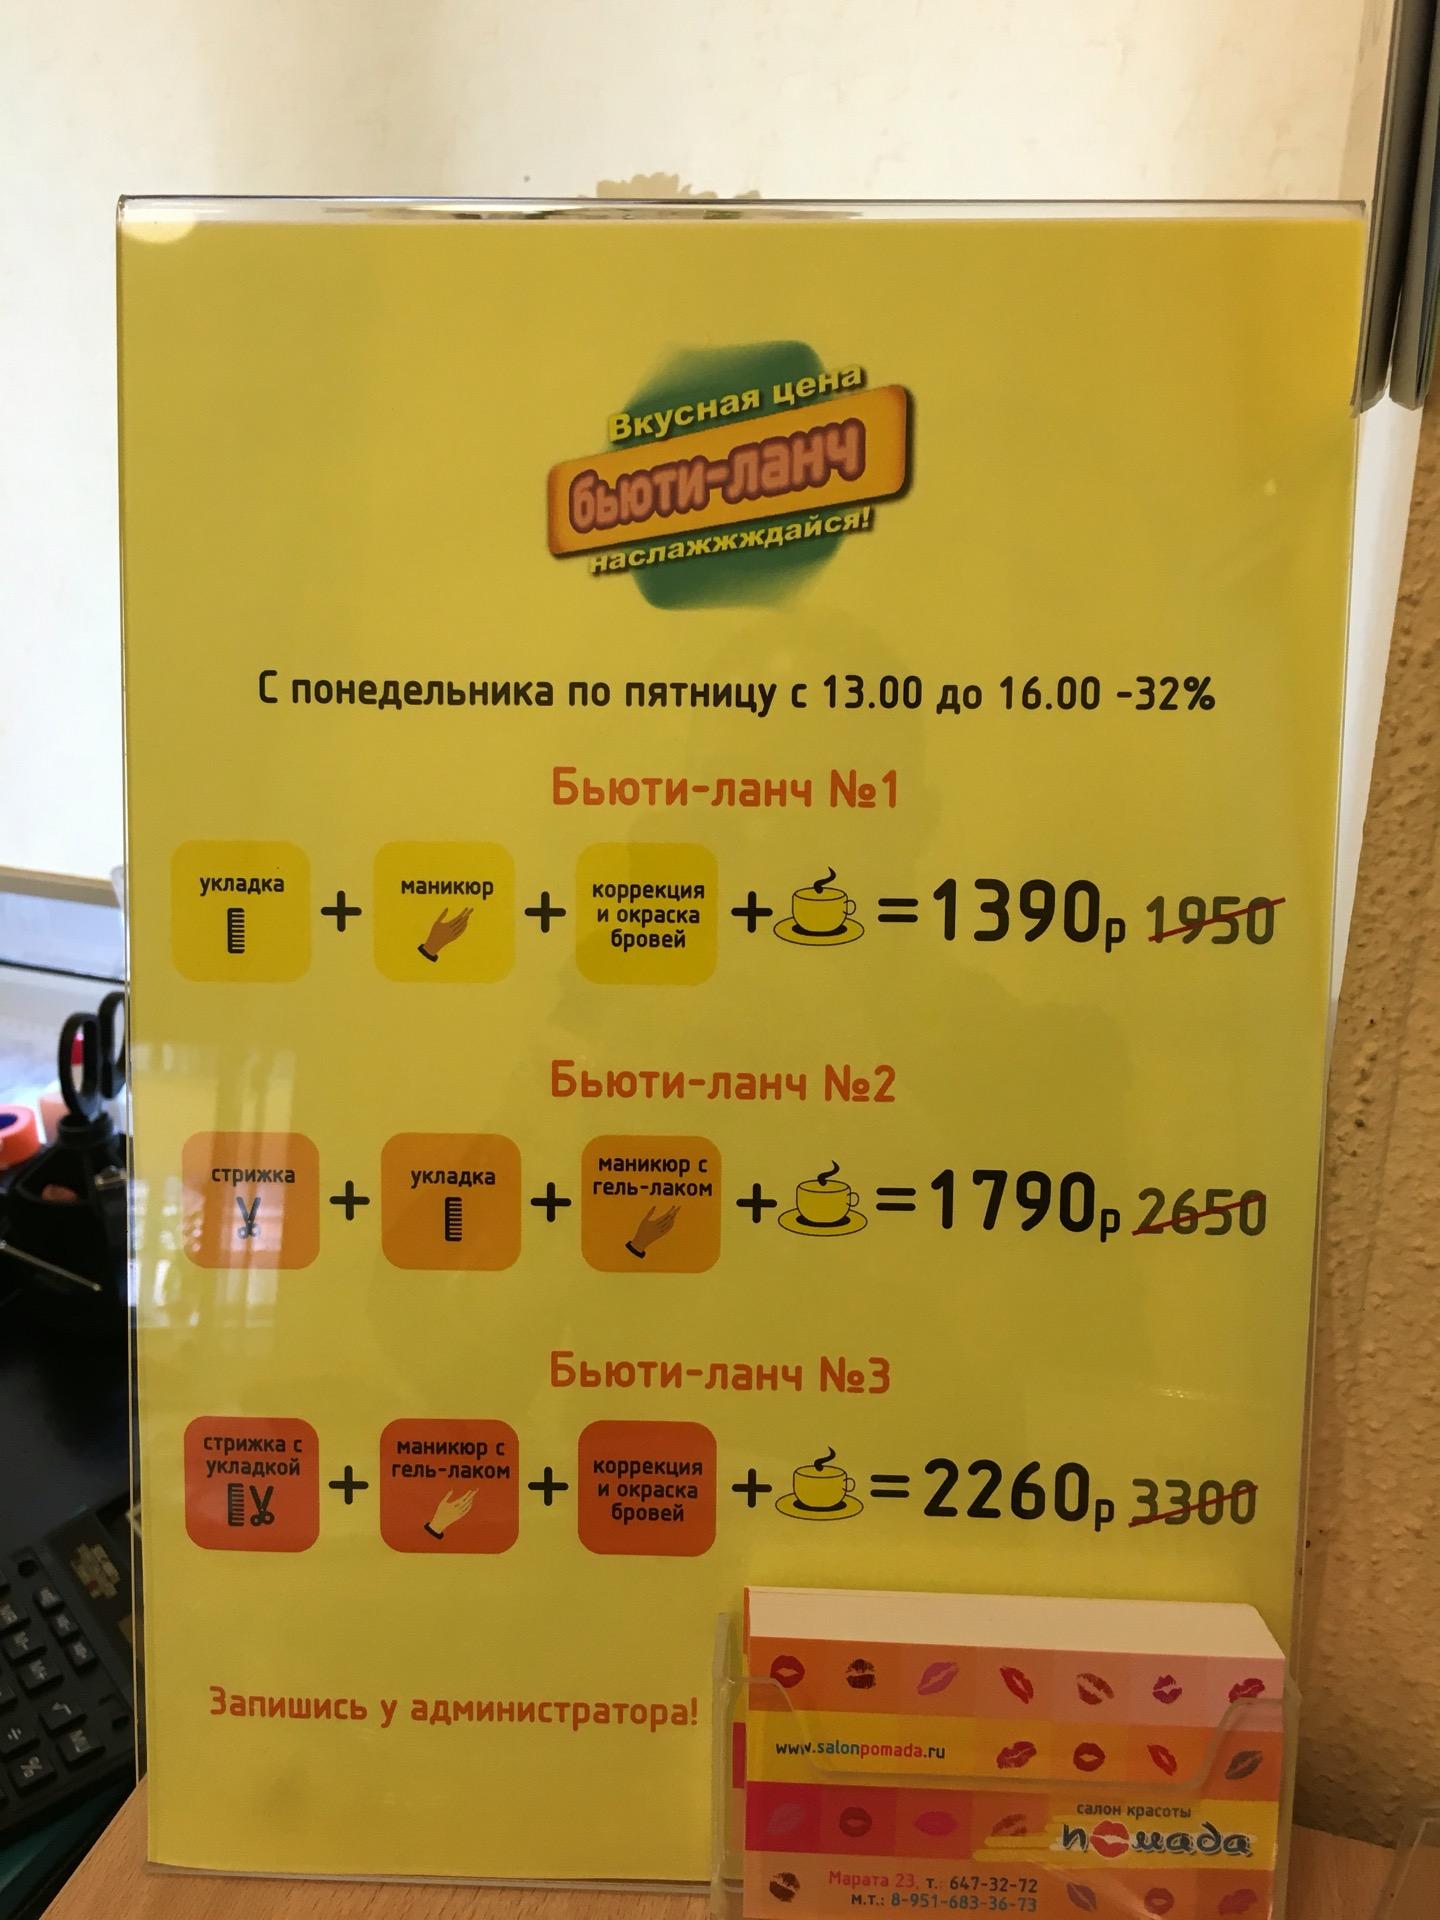 Вкусная цена
бьюти-ланч
наслажжждайся!
С понедельника по пятницу с 13.00 до 16.00 -32%
Бьюти-ланч №1
укладка
+
маникюр
+
коррекция
и окраска
бровей
+
=1390р 1950
Бьюти-ланч №2
стрижка
+
укладка
+
маникюр с
гель-лаком
+
=1790р 2650
Бьюти-ланч №3
стрижка с
укладкой
+
маникюр с
гель-лаком
+
коррекция
и окраска
бровей
+
=2260р 3300
Запишись у администратора!
www.salonpomada.ru
салон красоты
помада
Марата 23, т.: 647-32-72
м.т.: 8-951-683-36-73